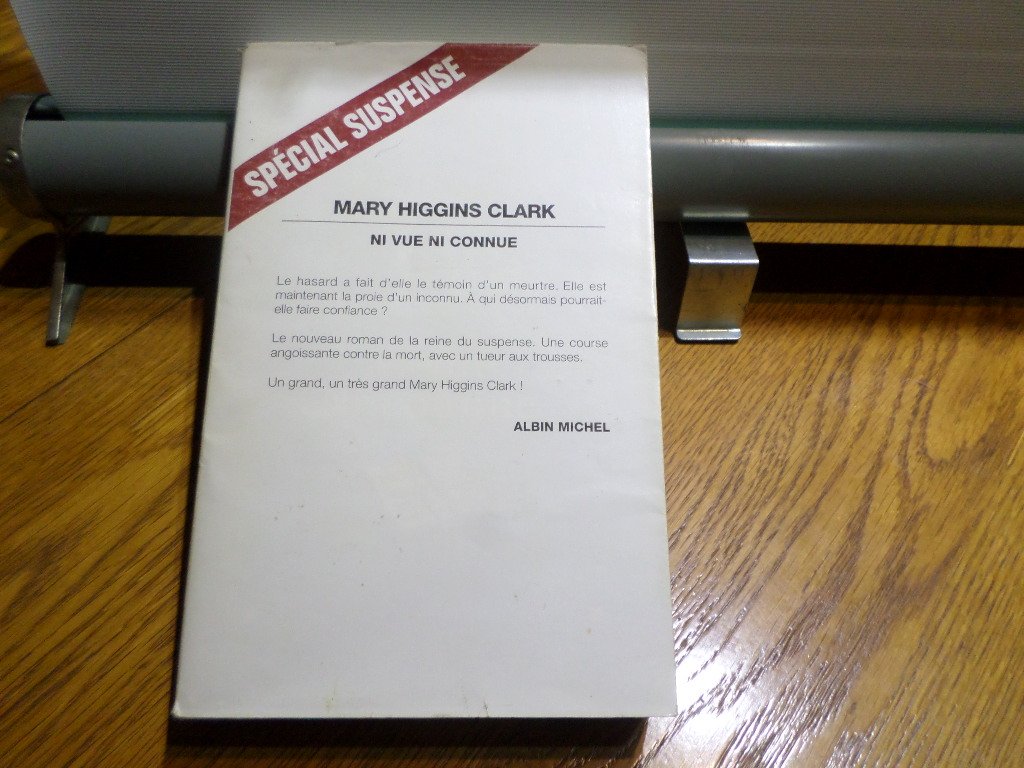 SPÉCIAL SUSPENSE
MARY HIGGINS CLARK
NI VUE NI CONNUE
Le hasard a fait d'elle le témoin d'un meurtre. Elle est
maintenant la proie d'un inconnu. À qui désormais pourrait-
elle faire confiance ?
Le nouveau roman de la reine du suspense. Une course
angoissante contre la mort, avec un tueur aux trousses.
Un grand, un très grand Mary Higgins Clark !
ALBIN MICHEL